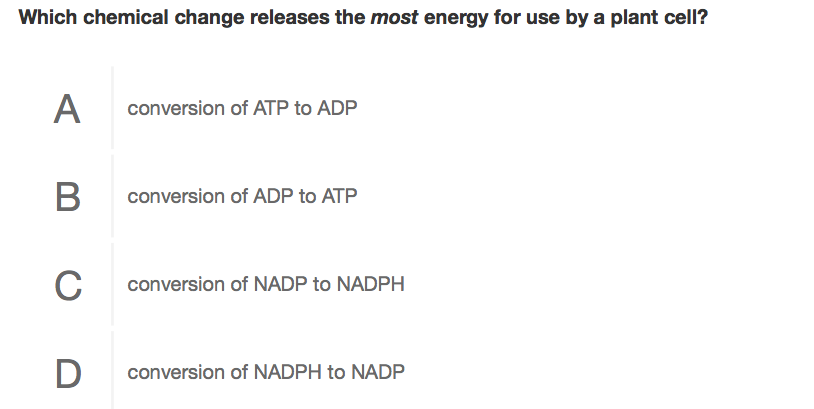 Which chemical change releases the most energy for use by a plant cell?
A conversion of ATP to ADP
B conversion of ADP to ATP
C conversion of NADP to NADPH
D conversion of NADPH to NADP